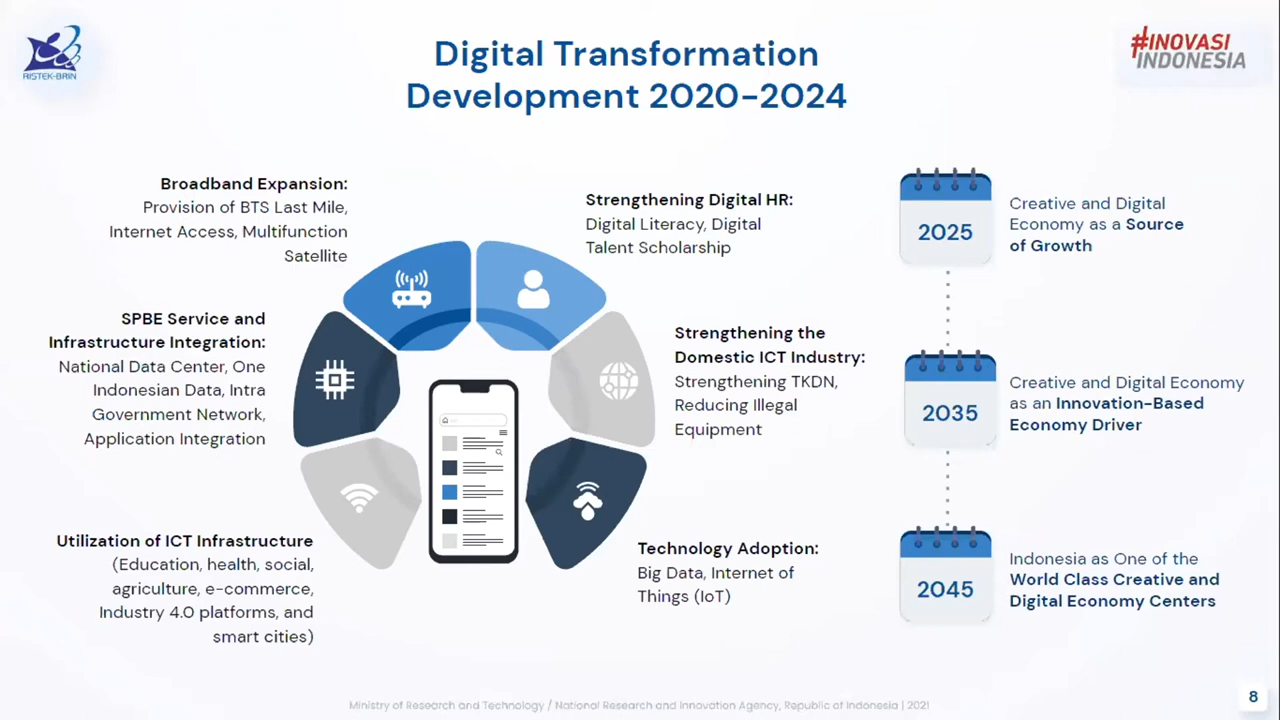 RISTEK-BRIN
#INOVASI
INDONESIA
Digital Transformation
Development 2020-2024
Broadband Expansion:
Provision of BTS Last Mile,
Internet Access, Multifunction
Satellite
SPBE Service and
Infrastructure Integration:
National Data Center, One
Indonesian Data, Intra
Government Network,
Application Integration
Utilization of ICT Infrastructure
(Education, health, social,
agriculture, e-commerce,
Industry 4.0 platforms, and
smart cities)
Strengthening Digital HR:
Digital Literacy, Digital
Talent Scholarship
Strengthening the
Domestic ICT Industry:
Strengthening TKDN,
Reducing Illegal
Equipment
Technology Adoption:
Big Data, Internet of
Things (IoT)
2025
Creative and Digital
Economy as a Source
of Growth
2035
Creative and Digital Economy
as an Innovation-Based
Economy Driver
2045
Indonesia as One of the
World Class Creative and
Digital Economy Centers
Ministry of Research and Technology / National Research and Innovation Agency, Republic of Indonesia | 2021
8